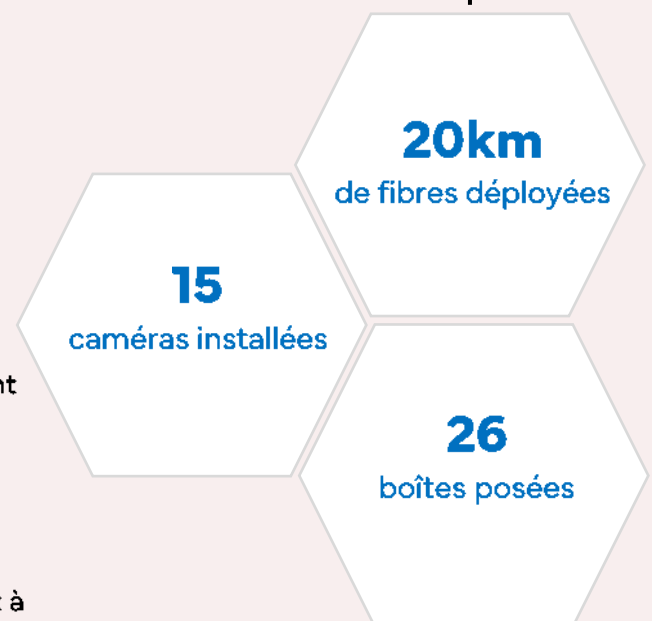 20km
de fibres déployées
15
caméras installées
26
boîtes posées
à